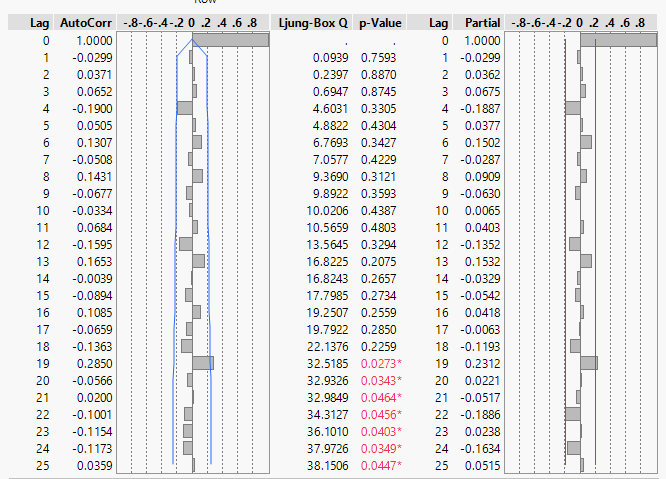 Row
Lag AutoCorr -.8-.6-.4-.2 0 .2 .4 .6 .8 Ljung-Box Q p-Value Lag Partial -.8-.6-.4-.2 0 .2 .4 .6 .8
0 1.0000 . . 0 1.0000
1 -0.0299 0.0939 0.7593 1 -0.0299
2 0.0371 0.2397 0.8870 2 0.0362
3 0.0652 0.6947 0.8745 3 0.0675
4 -0.1900 4.6031 0.3305 4 -0.1887
5 0.0505 4.8822 0.4304 5 0.0377
6 0.1307 6.7693 0.3427 6 0.1502
7 -0.0508 7.0577 0.4229 7 -0.0287
8 0.1431 9.3690 0.3121 8 0.0909
9 -0.0677 9.8922 0.3593 9 -0.0630
10 -0.0334 10.0206 0.4387 10 0.0065
11 0.0684 10.5659 0.4803 11 0.0403
12 -0.1595 13.5645 0.3294 12 -0.1352
13 0.1653 16.8225 0.2075 13 0.1532
14 -0.0039 16.8243 0.2657 14 -0.0329
15 -0.0894 17.7985 0.2734 15 -0.0542
16 0.1085 19.2507 0.2559 16 0.0418
17 -0.0659 19.7922 0.2850 17 -0.0063
18 -0.1363 22.1376 0.2259 18 -0.1193
19 0.2850 32.5185 0.0273* 19 0.2312
20 -0.0566 32.9326 0.0343* 20 0.0221
21 0.0200 32.9849 0.0464* 21 -0.0517
22 -0.1001 34.3127 0.0456* 22 -0.1886
23 -0.1154 36.1010 0.0403* 23 0.0238
24 -0.1173 37.9726 0.0349* 24 -0.1634
25 0.0359 38.1506 0.0447* 25 0.0515